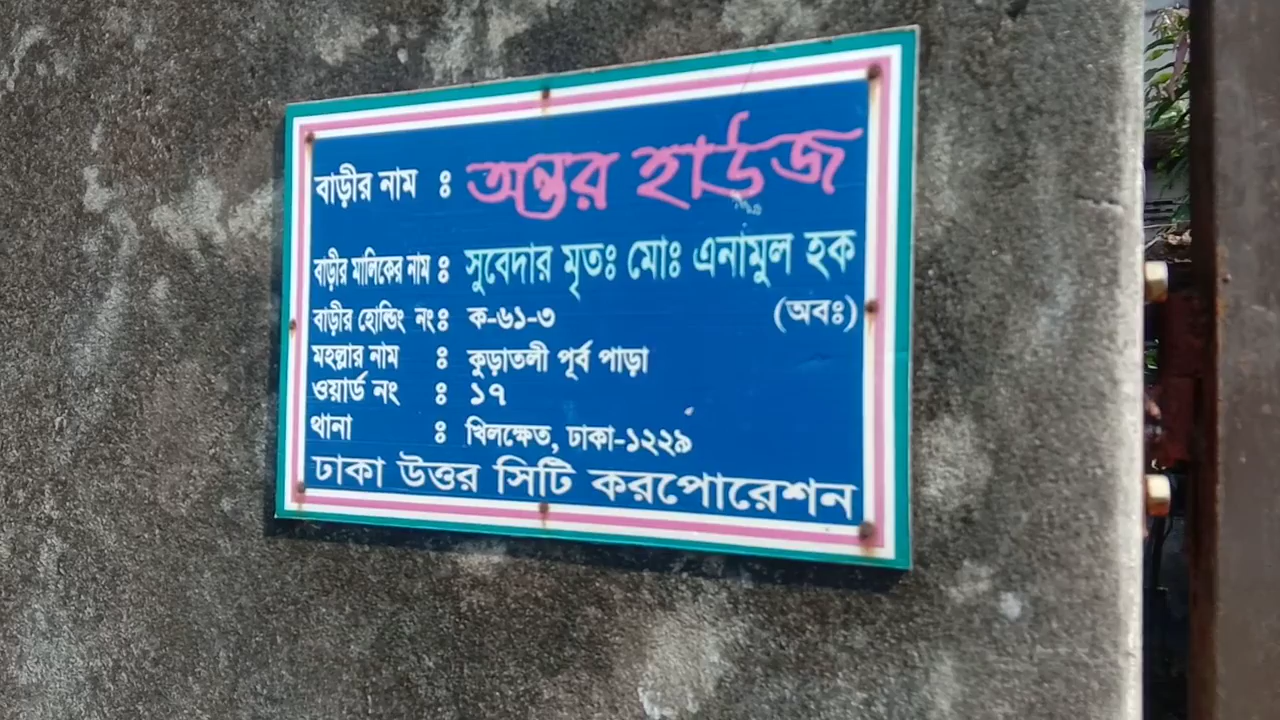 বাড়ীর নাম ঃ অন্তর হাউজ
বাড়ীর মালিকের নাম ঃ সুবেদার মৃতঃ মোঃ এনামুল হক
(অবঃ)
বাড়ীর হোল্ডিং নংঃ ক-৬১-৩
মহল্লার নাম ঃ কুড়াতলী পূর্ব পাড়া
ওয়ার্ড নং ঃ ১৭
থানা ঃ খিলক্ষেত, ঢাকা-১২২৯
ঢাকা উত্তর সিটি করপোরেশন